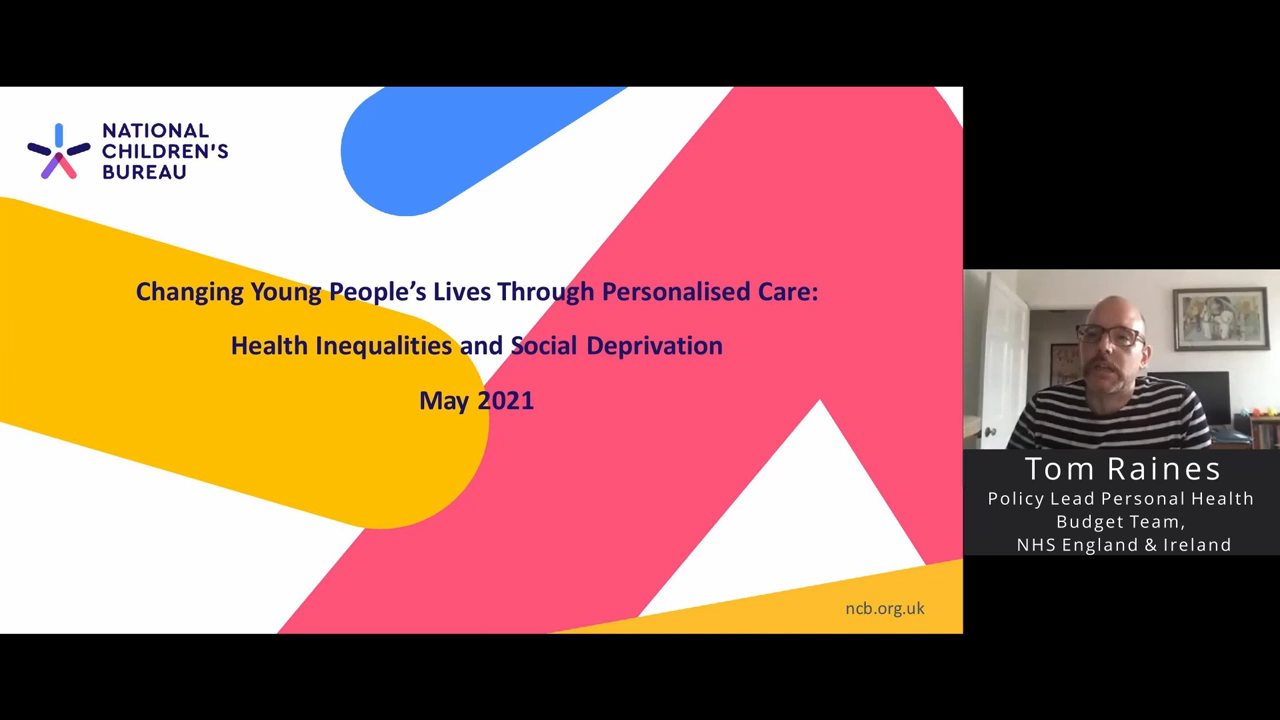 NATIONAL
CHILDREN'S
BUREAU
Changing Young People’s Lives Through Personalised Care:
Health Inequalities and Social Deprivation
May 2021
ncb.org.uk
Tom Raines
Policy Lead Personal Health
Budget Team,
NHS England & Ireland